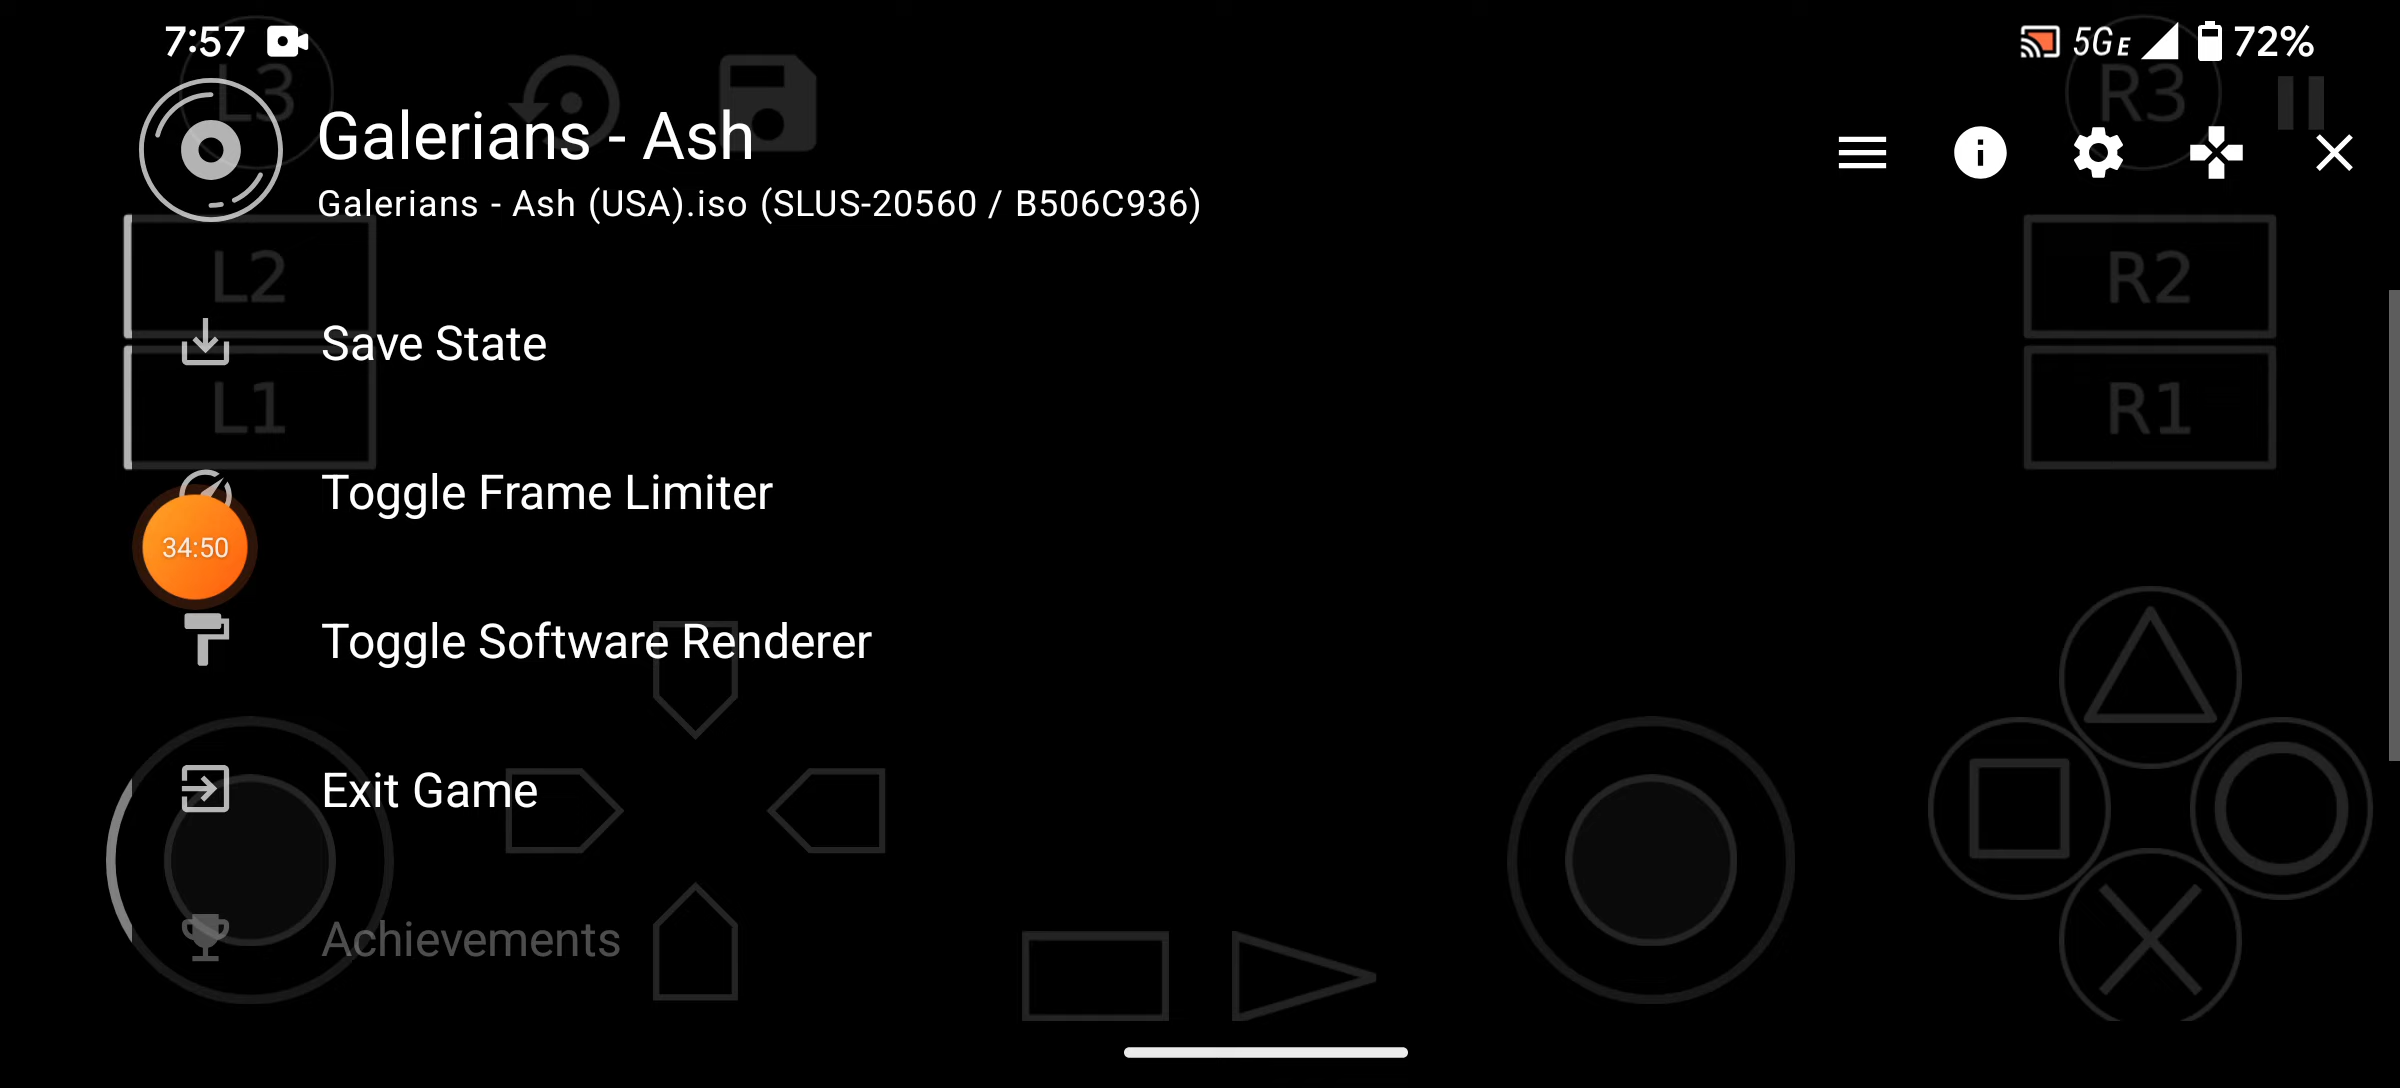 7:57
5GE 72%
L3
R3
Galerians - Ash
Galerians - Ash (USA).iso (SLUS-20560 / B506C936)
L2
R2
Save State
L1
R1
Toggle Frame Limiter
34:50
Toggle Software Renderer
Exit Game
Achievements